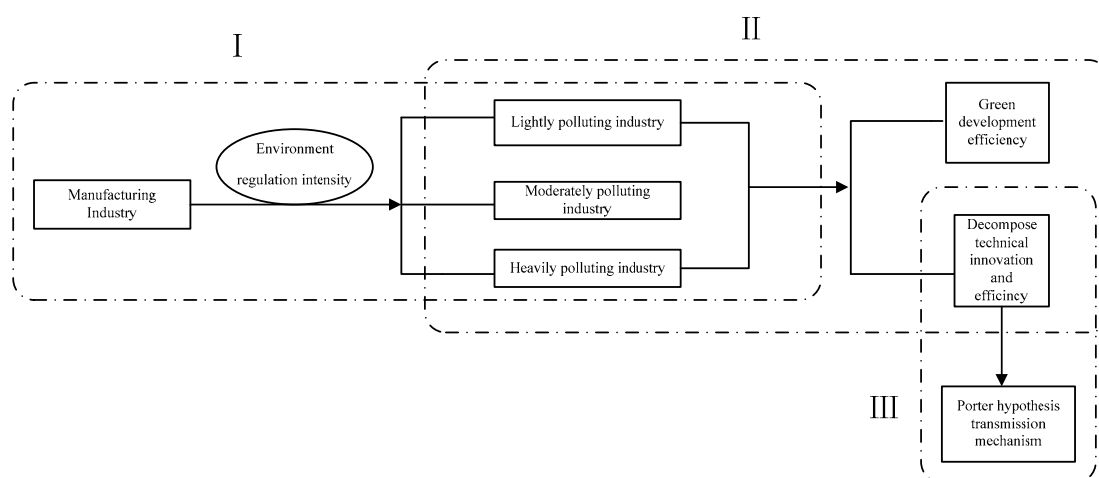 I
II
Manufacturing
Industry
Environment
regulation intensity
Lightly polluting industry
Moderately polluting
industry
Heavily polluting industry
Green
development
efficiency
Decompose
technical
innovation
and
efficincy
III
Porter hypothesis
transmission
mechanism